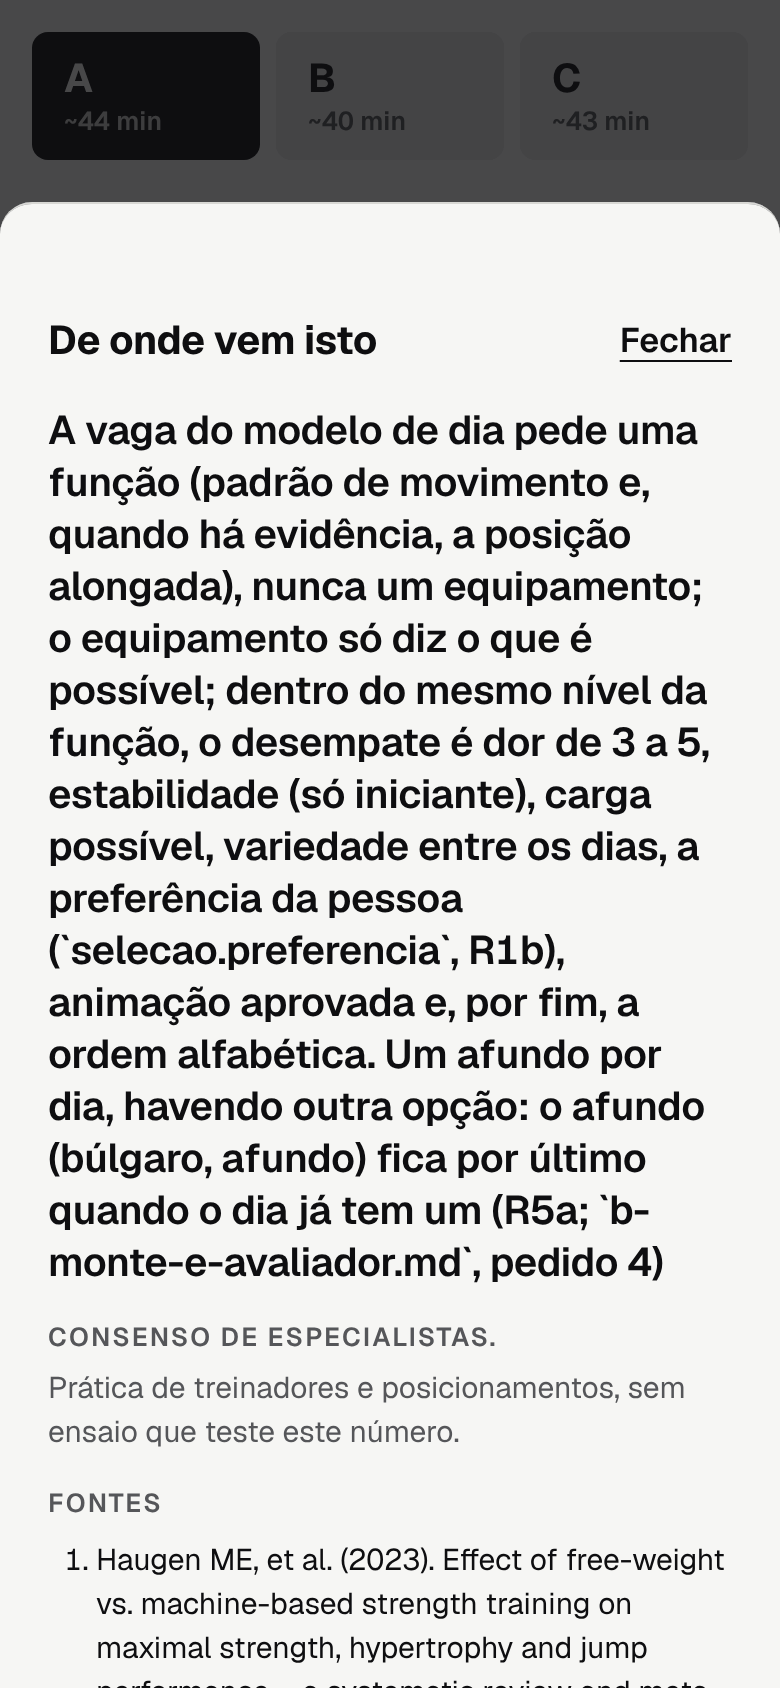 A
~44 min
B
~40 min
C
~43 min
De onde vem isto
Fechar
A vaga do modelo de dia pede uma
função (padrão de movimento e,
quando há evidência, a posição
alongada), nunca um equipamento;
o equipamento só diz o que é
possível; dentro do mesmo nível da
função, o desempate é dor de 3 a 5,
estabilidade (só iniciante), carga
possível, variedade entre os dias, a
preferência da pessoa
(`selecao.preferencia`, R1b),
animação aprovada e, por fim, a
ordem alfabética. Um afundo por
dia, havendo outra opção: o afundo
(búlgaro, afundo) fica por último
quando o dia já tem um (R5a; `b-
monte-e-avaliador.md`, pedido 4)
CONSENSO DE ESPECIALISTAS.
Prática de treinadores e posicionamentos, sem
ensaio que teste este número.
FONTES
1. Haugen ME, et al. (2023). Effect of free-weight
vs. machine-based strength training on
maximal strength, hypertrophy and jump